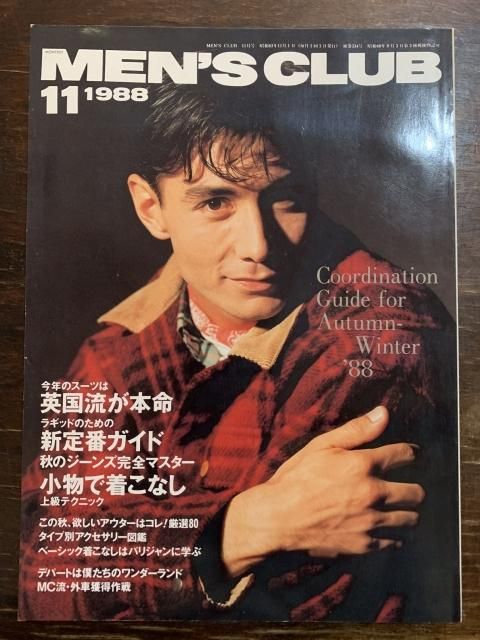 MONTHLY
MEN'S CLUB
11 1988
Coordination
Guide for
Autumn-
Winter
'88
今年のスーツは
英国流が本命
ラギッドのための
新定番ガイド
秋のジーンズ完全マスター
小物で着こなし
上級テクニック
この秋、欲しいアウターはコレ!厳選80
タイプ別アクセサリー図鑑
ベーシック着こなしはパリジャンに学ぶ
デパートは僕たちのワンダーランド
MC流・外車獲得作戦